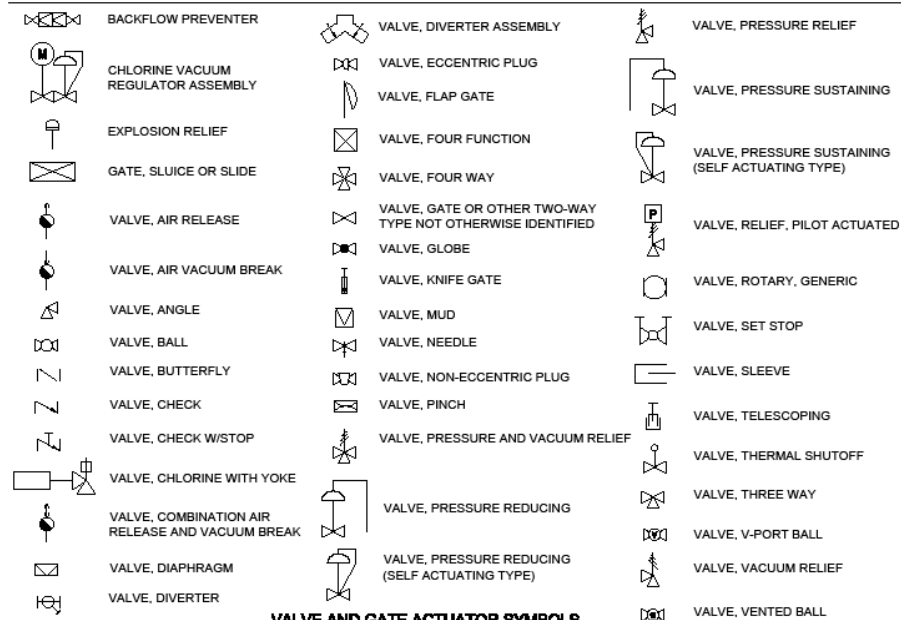 BACKFLOW PREVENTER
M
CHLORINE VACUUM
REGULATOR ASSEMBLY
EXPLOSION RELIEF
GATE, SLUICE OR SLIDE
VALVE, AIR RELEASE
VALVE, AIR VACUUM BREAK
VALVE, ANGLE
VALVE, BALL
VALVE, BUTTERFLY
VALVE, CHECK
VALVE, CHECK W/STOP
VALVE, CHLORINE WITH YOKE
VALVE, COMBINATION AIR
RELEASE AND VACUUM BREAK
VALVE, DIAPHRAGM
VALVE, DIVERTER
VALVE, DIVERTER ASSEMBLY
VALVE, ECCENTRIC PLUG
VALVE, FLAP GATE
VALVE, FOUR FUNCTION
VALVE, FOUR WAY
VALVE, GATE OR OTHER TWO-WAY
TYPE NOT OTHERWISE IDENTIFIED
VALVE, GLOBE
VALVE, KNIFE GATE
VALVE, MUD
VALVE, NEEDLE
VALVE, NON-ECCENTRIC PLUG
VALVE, PINCH
VALVE, PRESSURE AND VACUUM RELIEF
VALVE, PRESSURE REDUCING
VALVE, PRESSURE REDUCING
(SELF ACTUATING TYPE)
VALVE, PRESSURE RELIEF
VALVE, PRESSURE SUSTAINING
VALVE, PRESSURE SUSTAINING
(SELF ACTUATING TYPE)
P
VALVE, RELIEF, PILOT ACTUATED
VALVE, ROTARY, GENERIC
VALVE, SET STOP
VALVE, SLEEVE
VALVE, TELESCOPING
VALVE, THERMAL SHUTOFF
VALVE, THREE WAY
VALVE, V-PORT BALL
VALVE, VACUUM RELIEF
VALVE, VENTED BALL
VALVE AND GATE ACTUATOR SYMBOLS